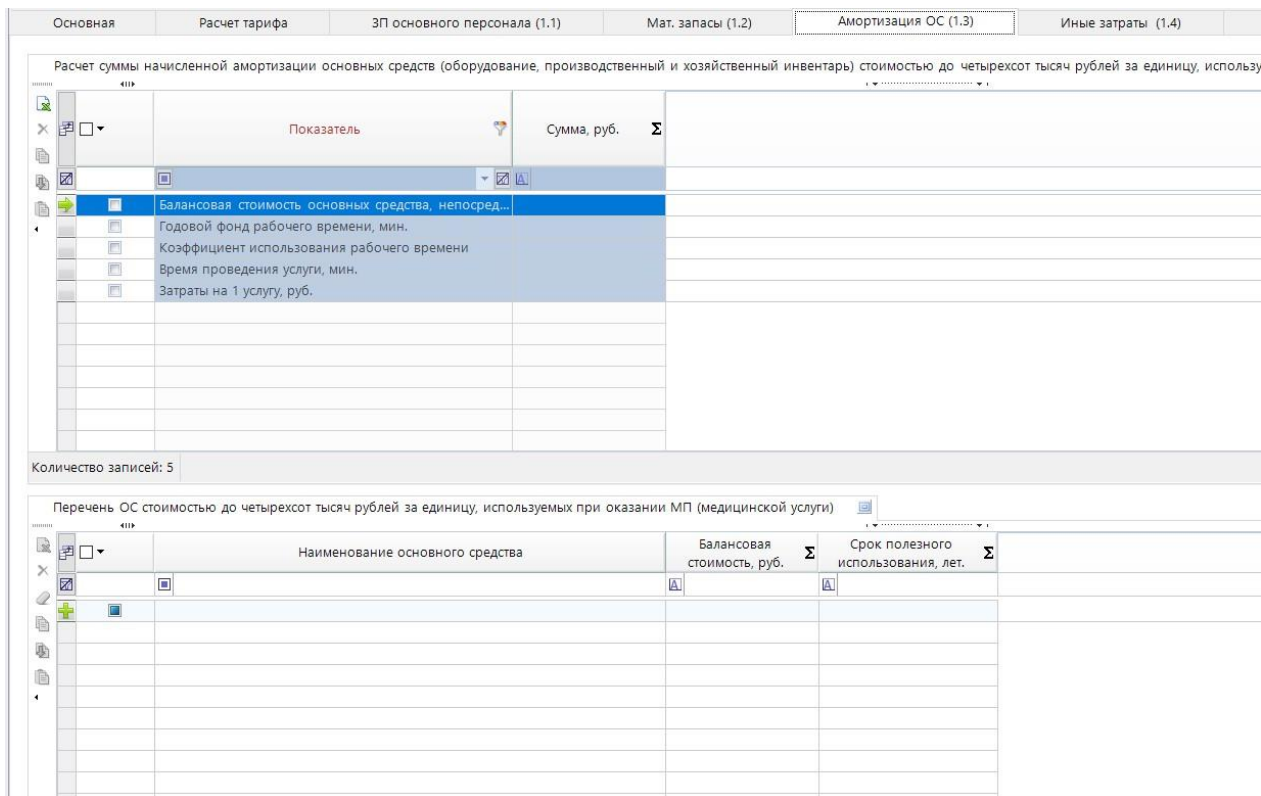 Основная Расчет тарифа ЗП основного персонала (1.1) Мат. запасы (1.2) Амортизация ОС (1.3) Иные затраты (1.4)
Расчет суммы начисленной амортизации основных средств (оборудование, производственный и хозяйственный инвентарь) стоимостью до четырехсот тысяч рублей за единицу, использу
Показатель Сумма, руб. Σ
Балансовая стоимость основных средства, непосред...
Годовой фонд рабочего времени, мин.
Коэффициент использования рабочего времени
Время проведения услуги, мин.
Затраты на 1 услугу, руб.
Количество записей: 5
Перечень ОС стоимостью до четырехсот тысяч рублей за единицу, используемых при оказании МП (медицинской услуги)
Наименование основного средства Балансовая стоимость, руб. Σ Срок полезного использования, лет. Σ